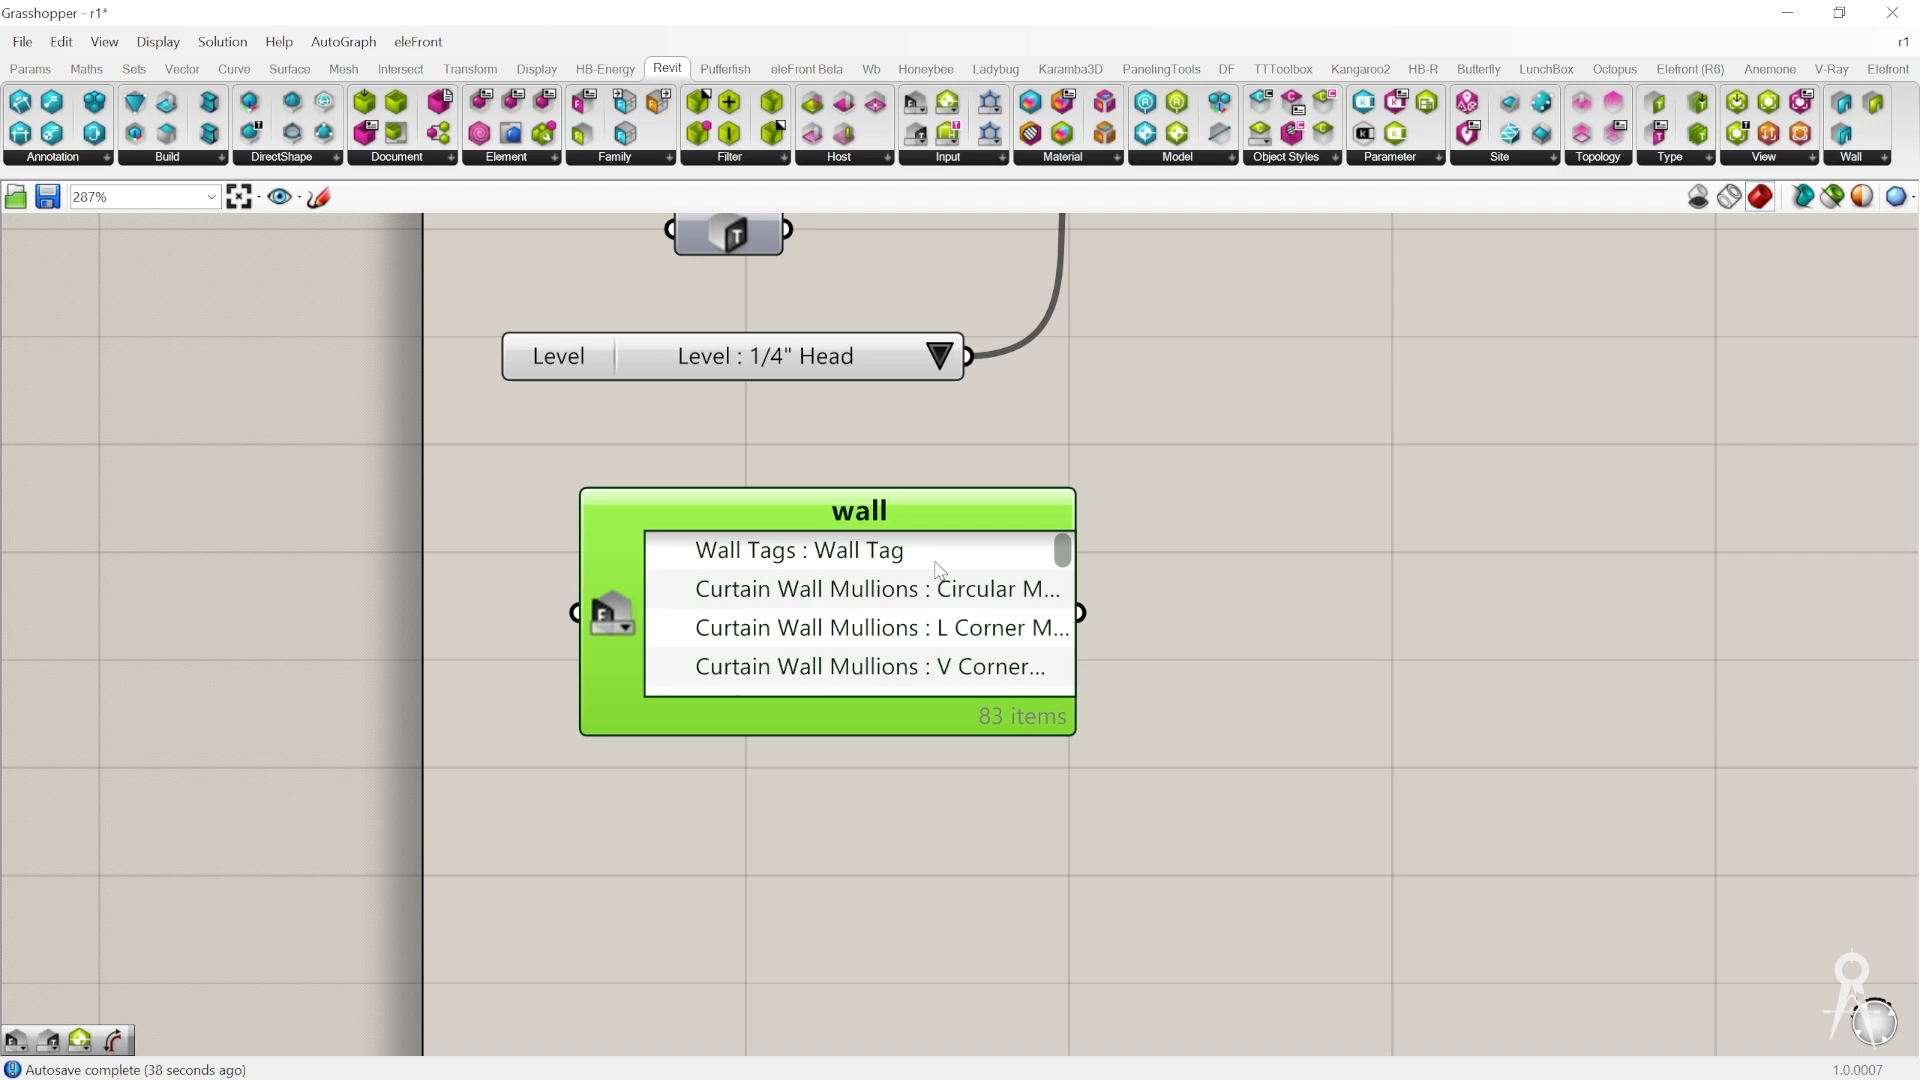 Grasshopper - r1*
File Edit View Display Solution Help AutoGraph eleFront r1
Params Maths Sets Vector Curve Surface Mesh Intersect Transform Display HB-Energy Revit Pufferfish eleFront Beta Wb Honeybee Ladybug Karamba3D PanelingTools DF TTToolbox Kangaroo2 HB-R Butterfly LunchBox Octopus Elefront (R6) Anemone V-Ray Elefront
Annotation Build DirectShape Document Element Family Filter Host Input Material Model Object Styles Parameter Site Topology Type View Wall
287%
T
Level Level : 1/4" Head
wall
Wall Tags : Wall Tag
Curtain Wall Mullions : Circular M...
Curtain Wall Mullions : L Corner M...
Curtain Wall Mullions : V Corner...
83 items
Autosave complete (38 seconds ago) 1.0.0007